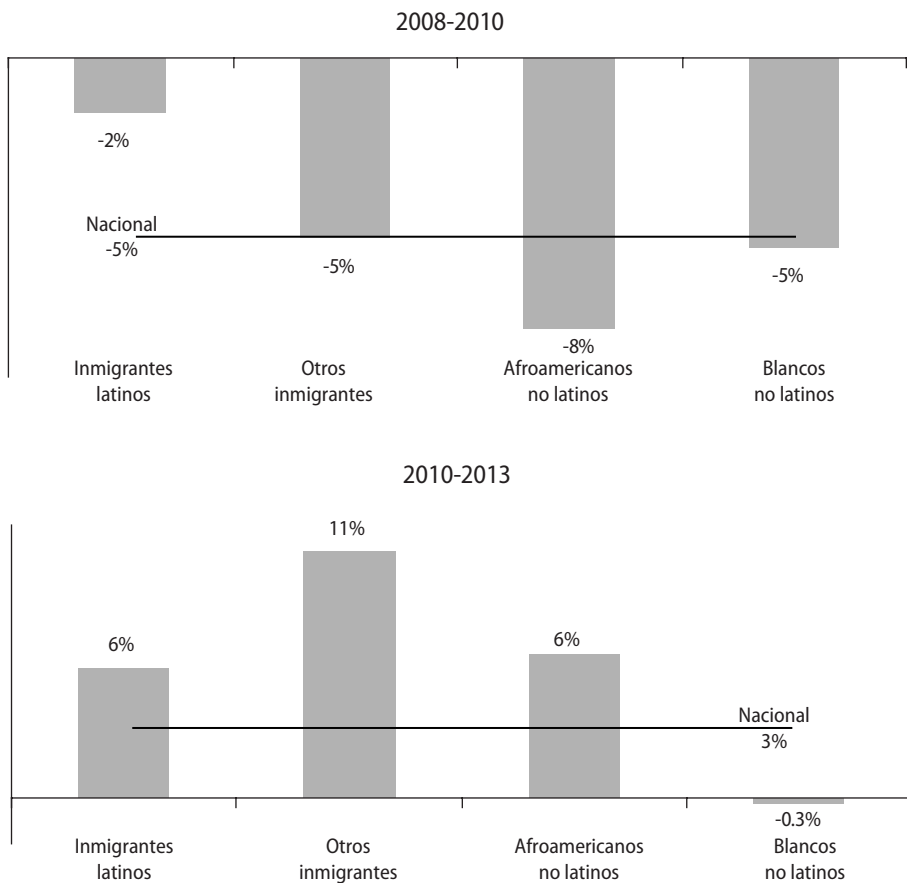 2008-2010
-2%
Nacional
-5%
-5%
-5%
-8%
Inmigrantes
latinos
Otros
inmigrantes
Afroamericanos
no latinos
Blancos
no latinos
2010-2013
11%
6%
6%
Nacional
3%
-0.3%
Inmigrantes
latinos
Otros
inmigrantes
Afroamericanos
no latinos
Blancos
no latinos